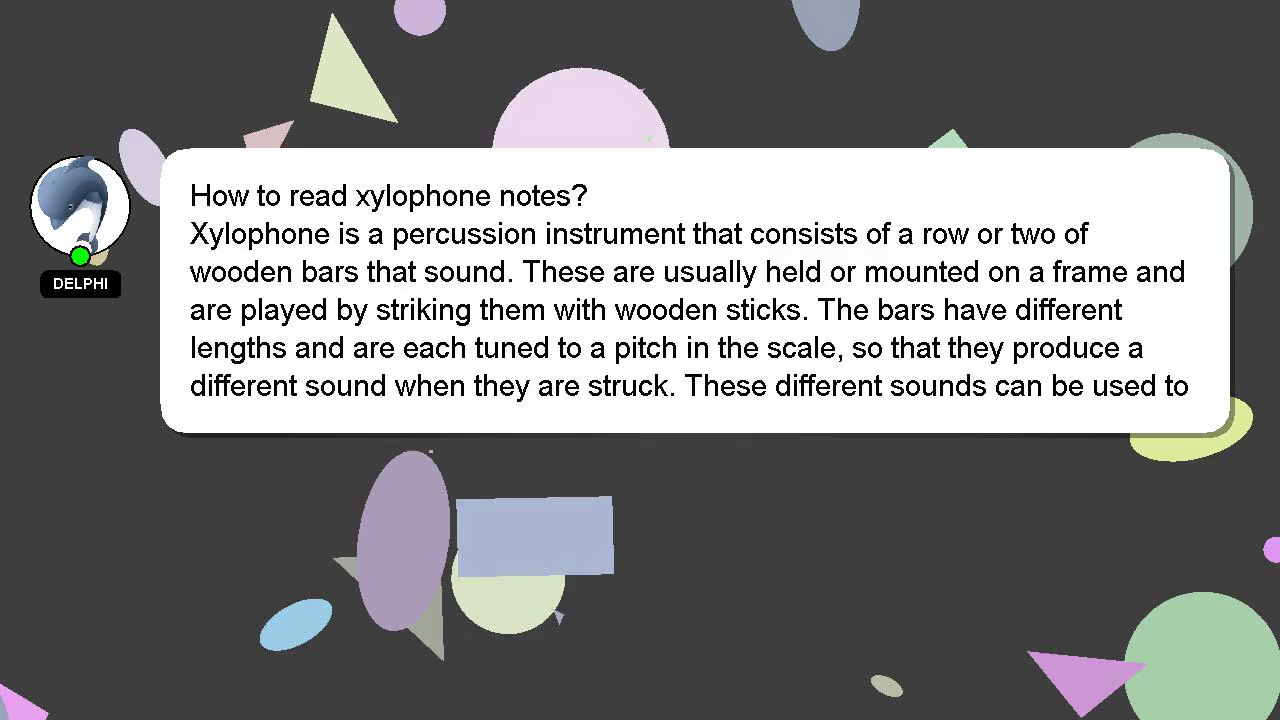 How to read xylophone notes?
Xylophone is a percussion instrument that consists of a row or two of
wooden bars that sound. These are usually held or mounted on a frame and
are played by striking them with wooden sticks. The bars have different
lengths and are each tuned to a pitch in the scale, so that they produce a
different sound when they are struck. These different sounds can be used to
DELPHI